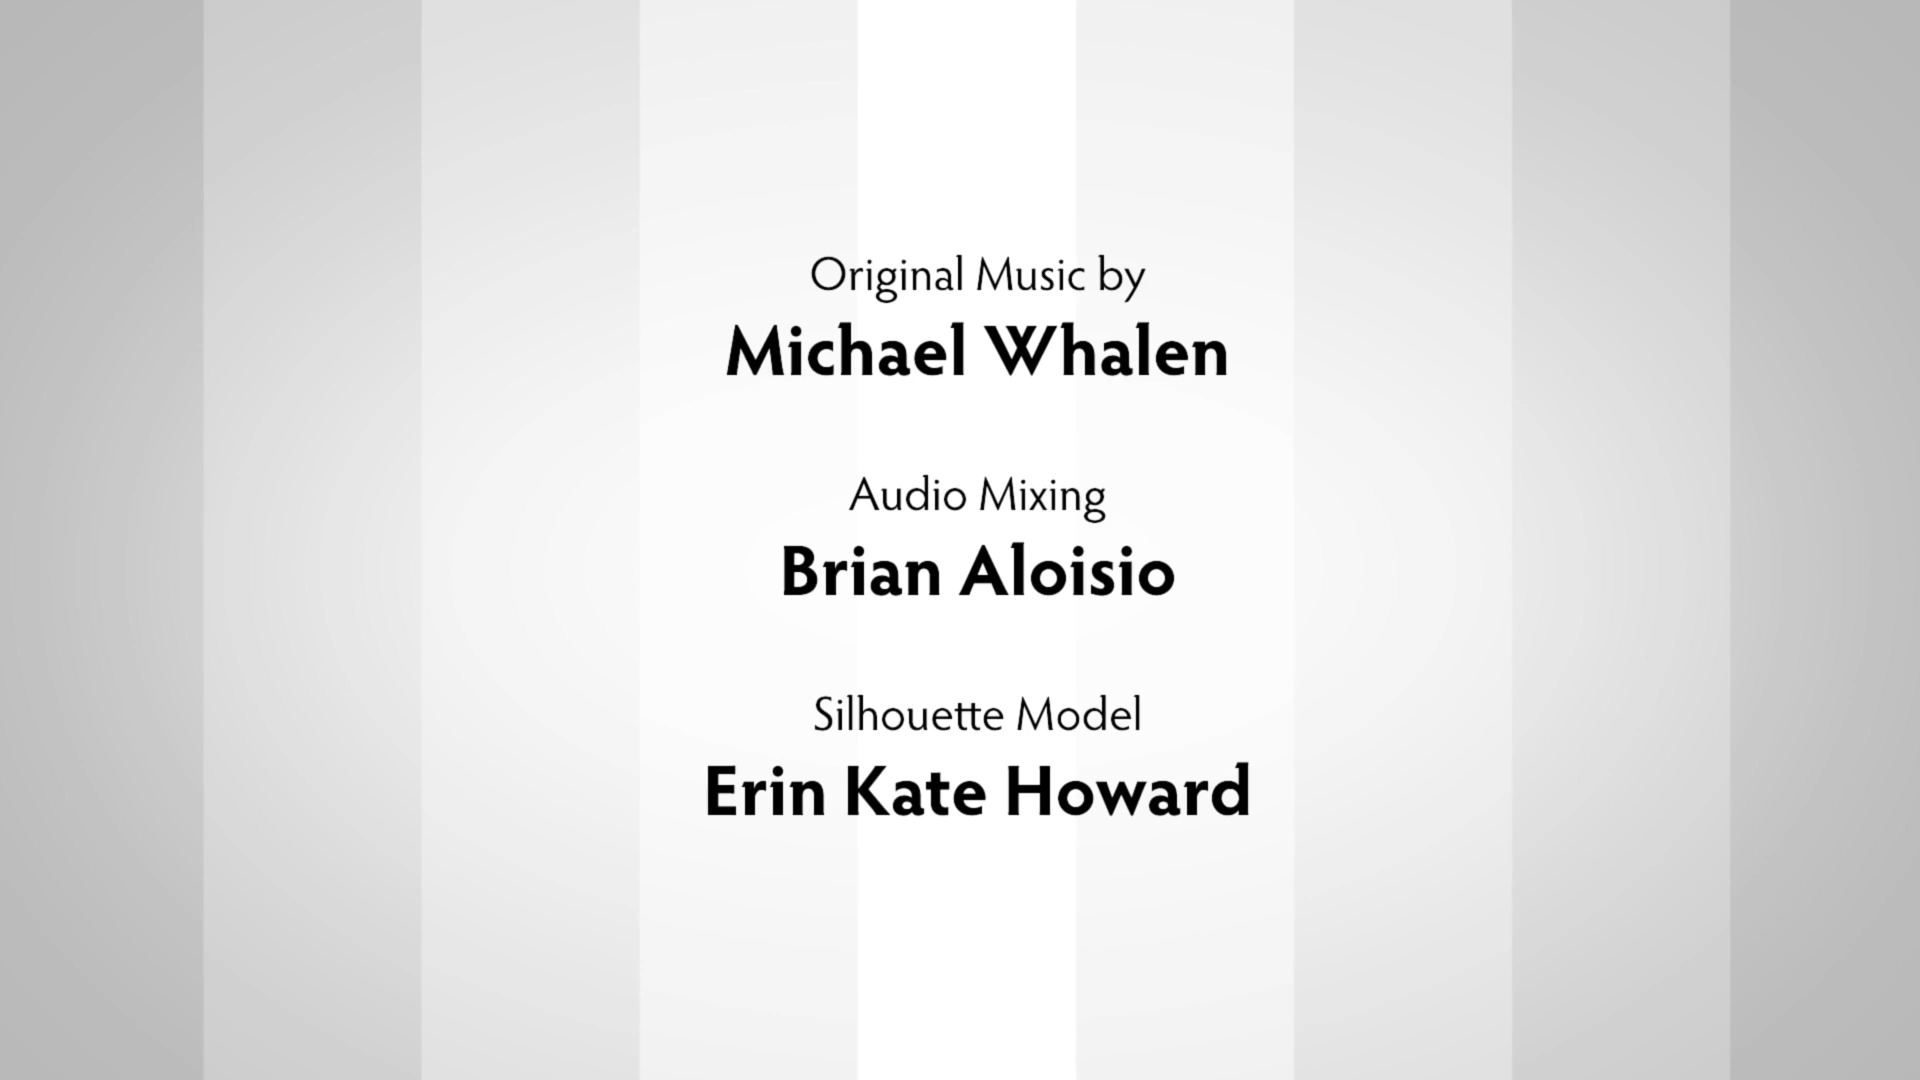 Original Music by
Michael Whalen
Audio Mixing
Brian Aloisio
Silhouette Model
Erin Kate Howard